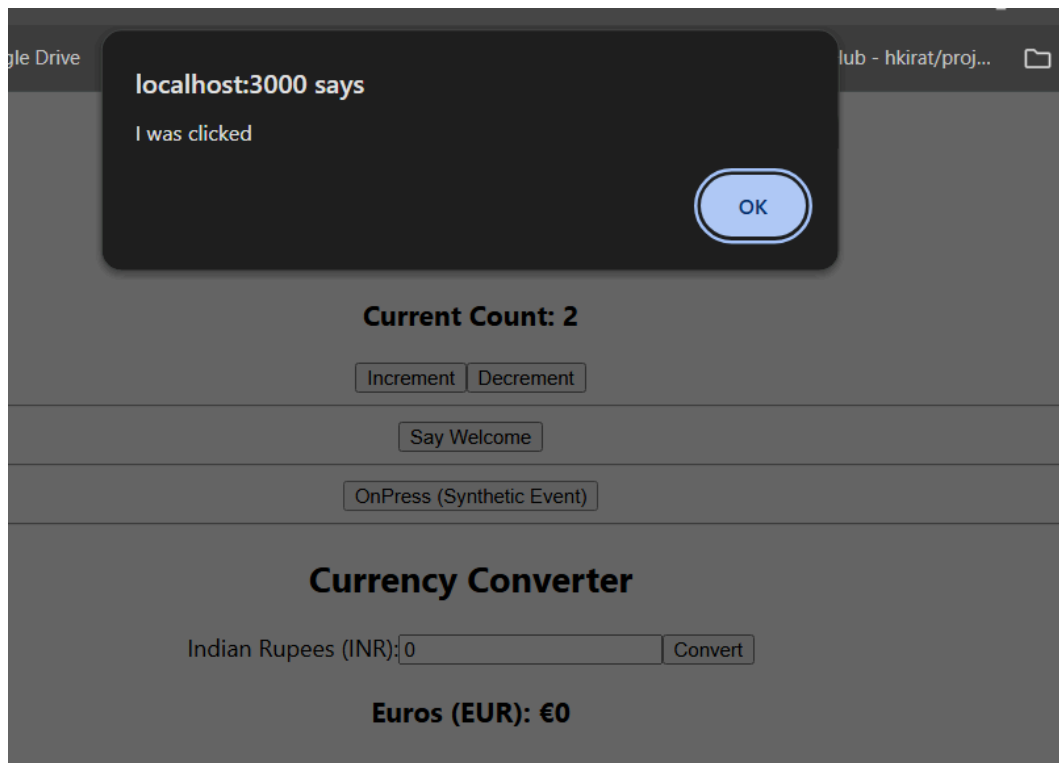 gle Drive
lub - hkirat/proj...
localhost:3000 says
I was clicked
OK
Current Count: 2
Increment Decrement
Say Welcome
OnPress (Synthetic Event)
Currency Converter
Indian Rupees (INR): 0 Convert
Euros (EUR): €0